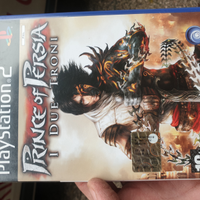 PlayStation 2
PRINCE OF PERSIA
I DUE TRONI